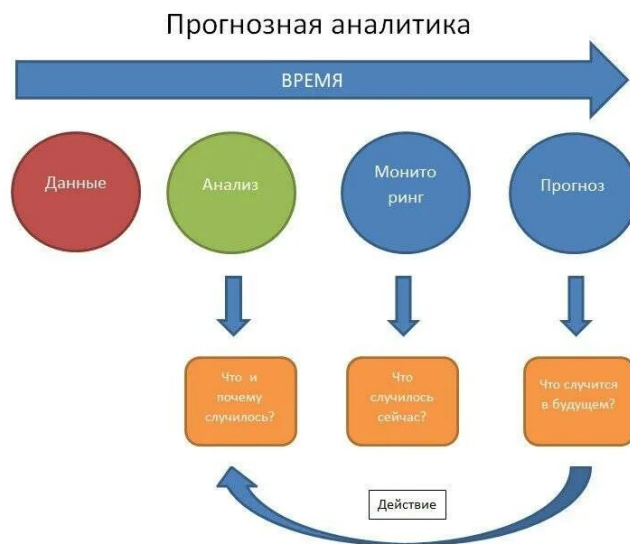 Прогнозная аналитика
ВРЕМЯ
Данные
Анализ
Монито
ринг
Прогноз
Что и
почему
случилось?
Что
случилось
сейчас?
Что случится
в будущем?
Действие